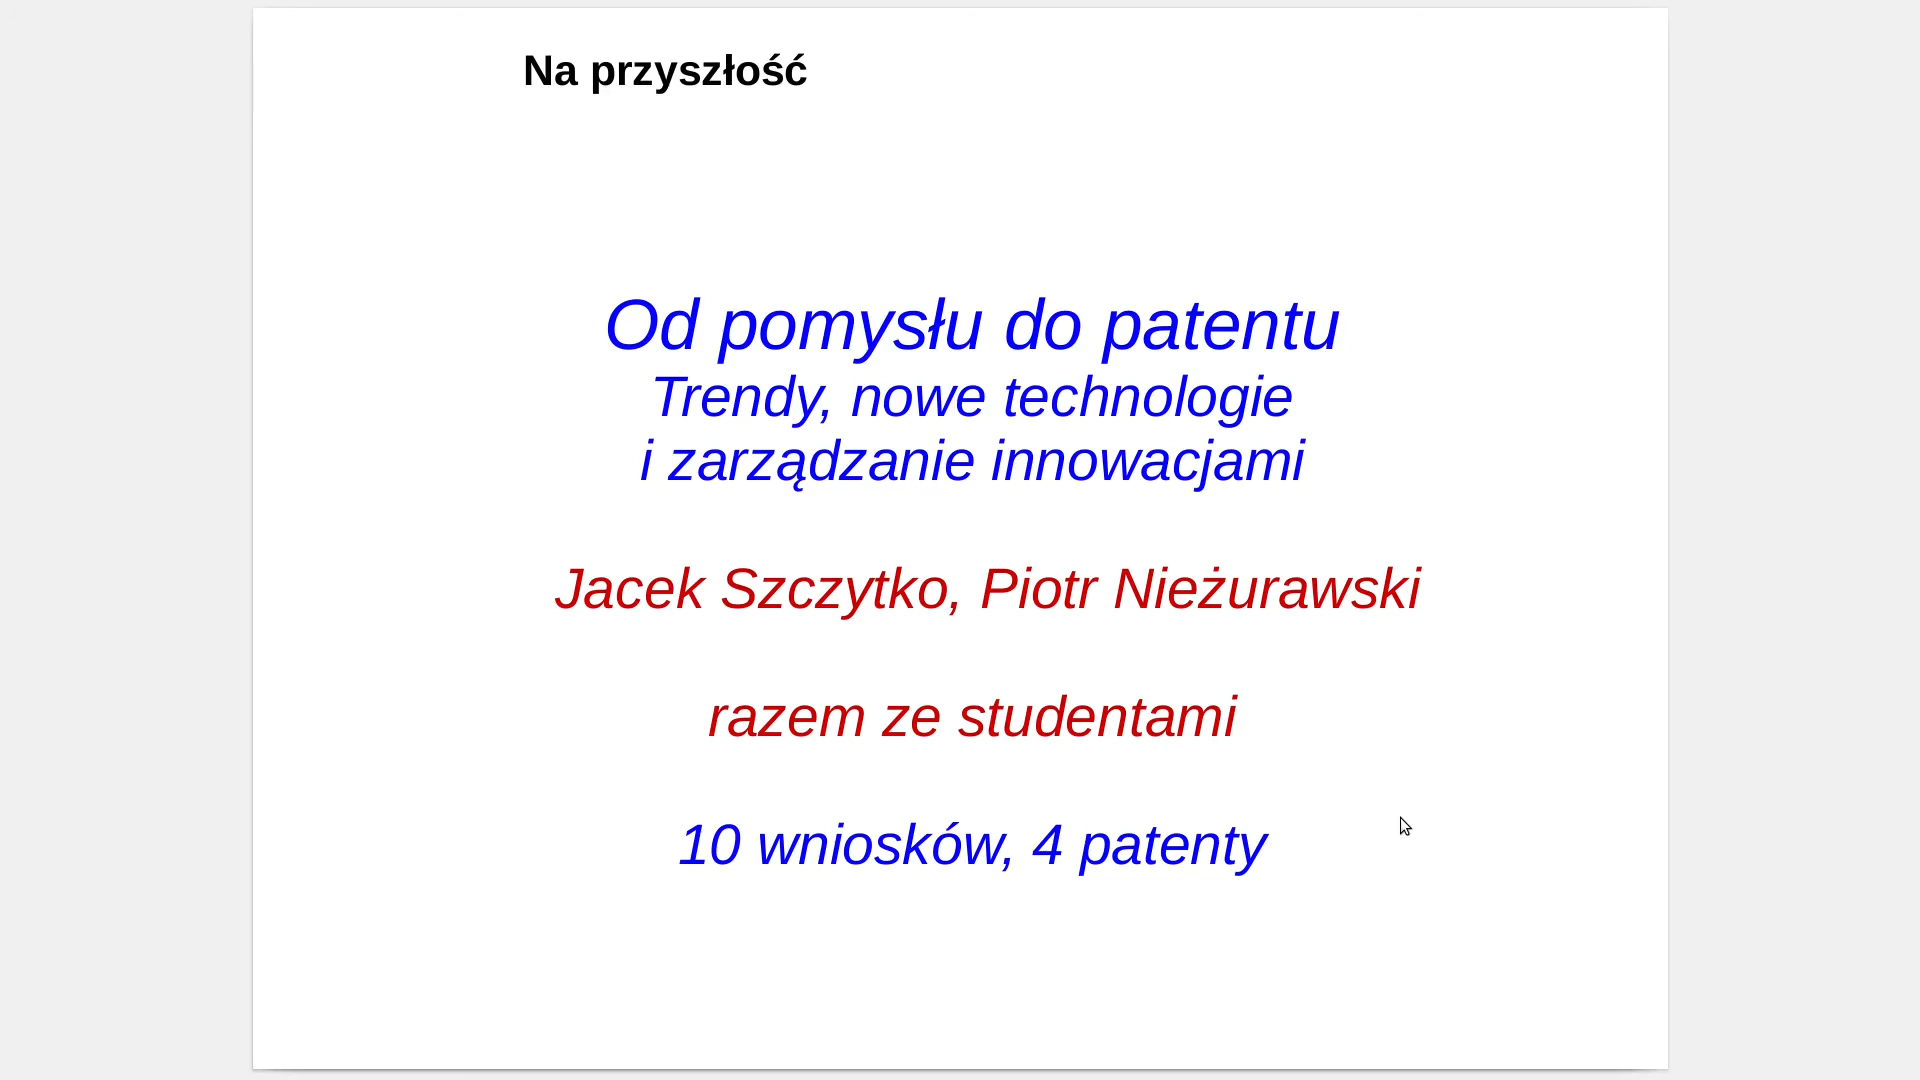 Na przyszłość
Od pomysłu do patentu
Trendy, nowe technologie
i zarządzanie innowacjami
Jacek Szczytko, Piotr Nieżurawski
razem ze studentami
10 wniosków, 4 patenty